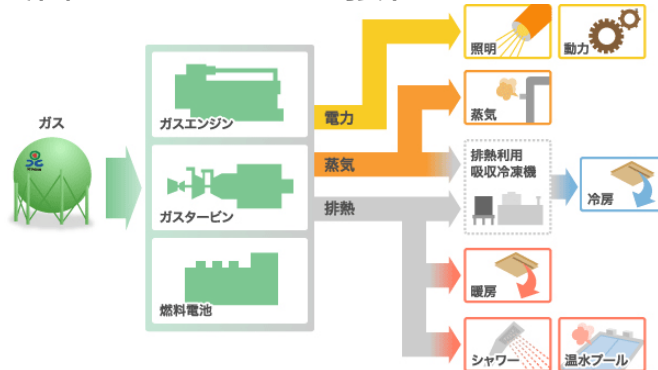 照明
動力
ガスエンジン
電力
蒸気
ガス
蒸気
排熱利用
吸収冷凍機
冷房
ガスタービン
排熱
暖房
燃料電池
シャワー
温水プール